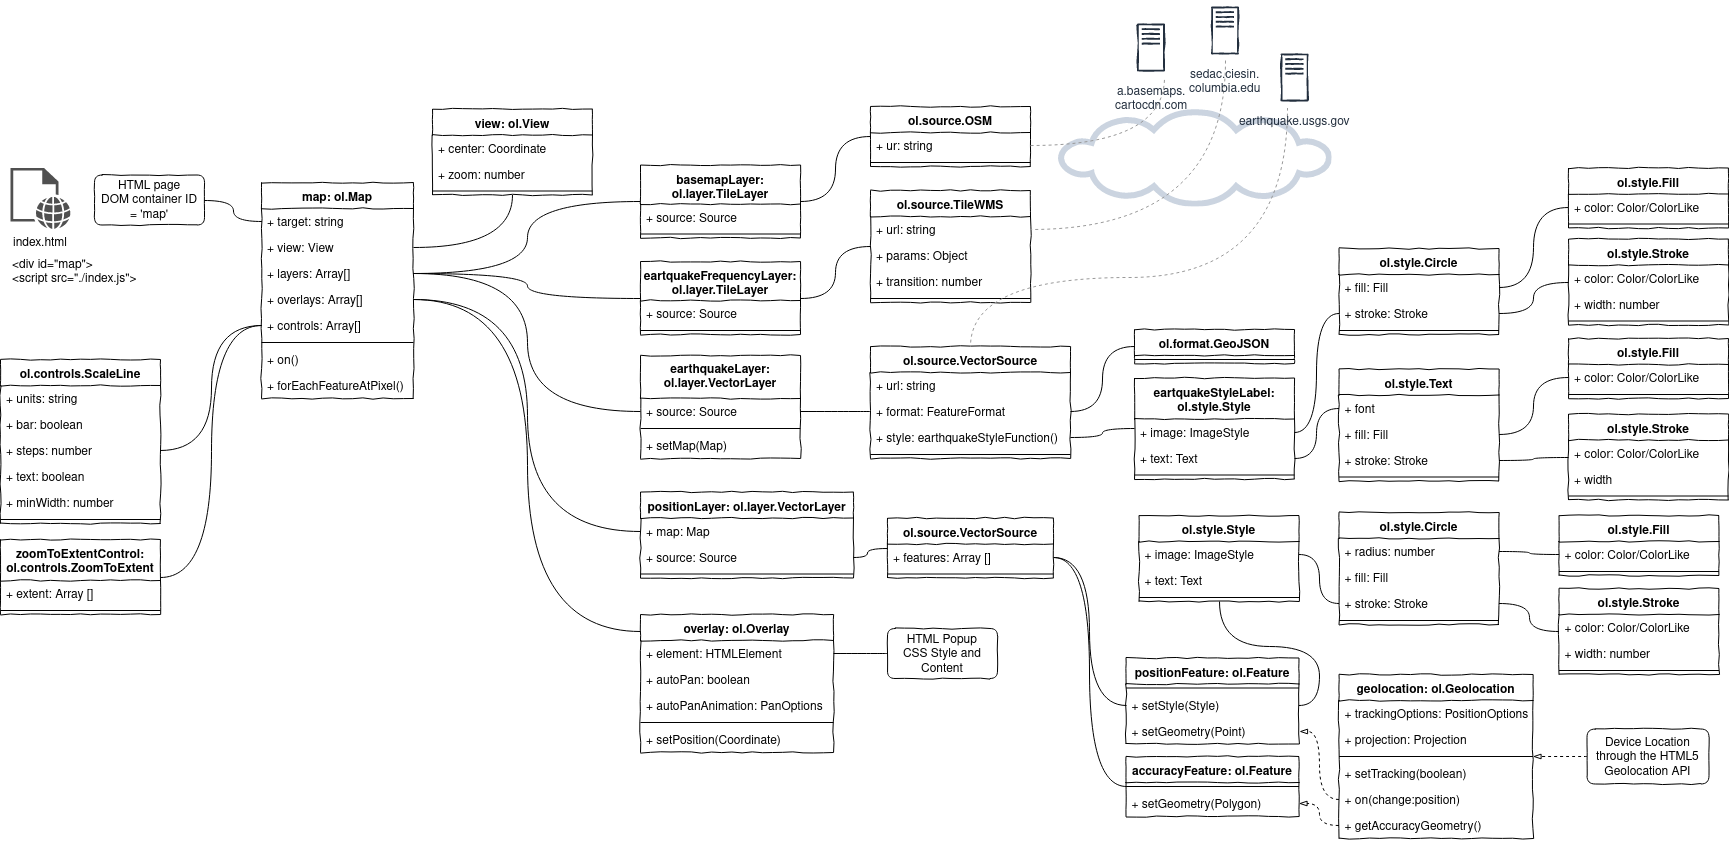 index.html
<div id="map">
<script src="./index.js">
HTML page
DOM container ID
= 'map'
map: ol.Map
+ target: string
+ view: View
+ layers: Array[]
+ overlays: Array[]
+ controls: Array[]
+ on()
+ forEachFeatureAtPixel()
ol.controls.ScaleLine
+ units: string
+ bar: boolean
+ steps: number
+ text: boolean
+ minWidth: number
zoomToExtentControl:
ol.controls.ZoomToExtent
+ extent: Array []
view: ol.View
+ center: Coordinate
+ zoom: number
basemapLayer:
ol.layer.TileLayer
+ source: Source
eartquakeFrequencyLayer:
ol.layer.TileLayer
+ source: Source
earthquakeLayer:
ol.layer.VectorLayer
+ source: Source
+ setMap(Map)
positionLayer: ol.layer.VectorLayer
+ map: Map
+ source: Source
overlay: ol.Overlay
+ element: HTMLElement
+ autoPan: boolean
+ autoPanAnimation: PanOptions
+ setPosition(Coordinate)
ol.source.OSM
+ ur: string
ol.source.TileWMS
+ url: string
+ params: Object
+ transition: number
ol.source.VectorSource
+ url: string
+ format: FeatureFormat
+ style: earthquakeStyleFunction()
ol.source.VectorSource
+ features: Array []
HTML Popup
CSS Style and
Content
a.basemaps.
cartocdn.com
sedac.ciesin.
columbia.edu
earthquake.usgs.gov
ol.format.GeoJSON
eartquakeStyleLabel:
ol.style.Style
+ image: ImageStyle
+ text: Text
ol.style.Style
+ image: ImageStyle
+ text: Text
positionFeature: ol.Feature
+ setStyle(Style)
+ setGeometry(Point)
accuracyFeature: ol.Feature
+ setGeometry(Polygon)
ol.style.Circle
+ fill: Fill
+ stroke: Stroke
ol.style.Text
+ font
+ fill: Fill
+ stroke: Stroke
ol.style.Circle
+ radius: number
+ fill: Fill
+ stroke: Stroke
geolocation: ol.Geolocation
+ trackingOptions: PositionOptions
+ projection: Projection
+ setTracking(boolean)
+ on(change:position)
+ getAccuracyGeometry()
ol.style.Fill
+ color: Color/ColorLike
ol.style.Stroke
+ color: Color/ColorLike
+ width: number
ol.style.Fill
+ color: Color/ColorLike
ol.style.Stroke
+ color: Color/ColorLike
+ width
ol.style.Fill
+ color: Color/ColorLike
ol.style.Stroke
+ color: Color/ColorLike
+ width: number
Device Location
through the HTML5
Geolocation API